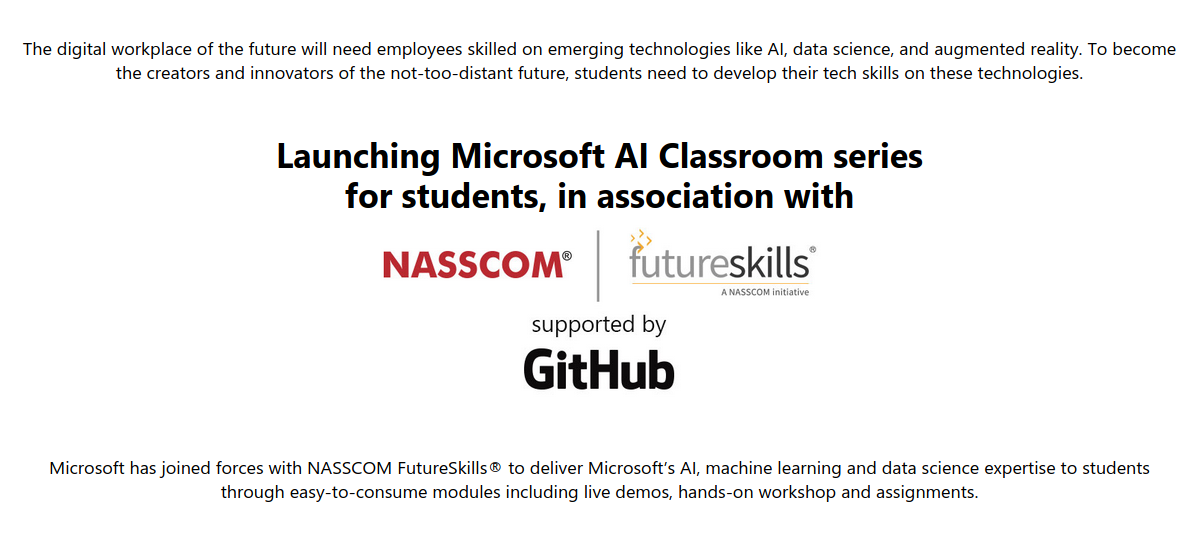 The digital workplace of the future will need employees skilled on emerging technologies like AI, data science, and augmented reality. To become
the creators and innovators of the not-too-distant future, students need to develop their tech skills on these technologies.
Launching Microsoft AI Classroom series
for students, in association with
NASSCOM® futureskills®
A NASSCOM initiative
supported by
GitHub
Microsoft has joined forces with NASSCOM FutureSkills® to deliver Microsoft's AI, machine learning and data science expertise to students
through easy-to-consume modules including live demos, hands-on workshop and assignments.